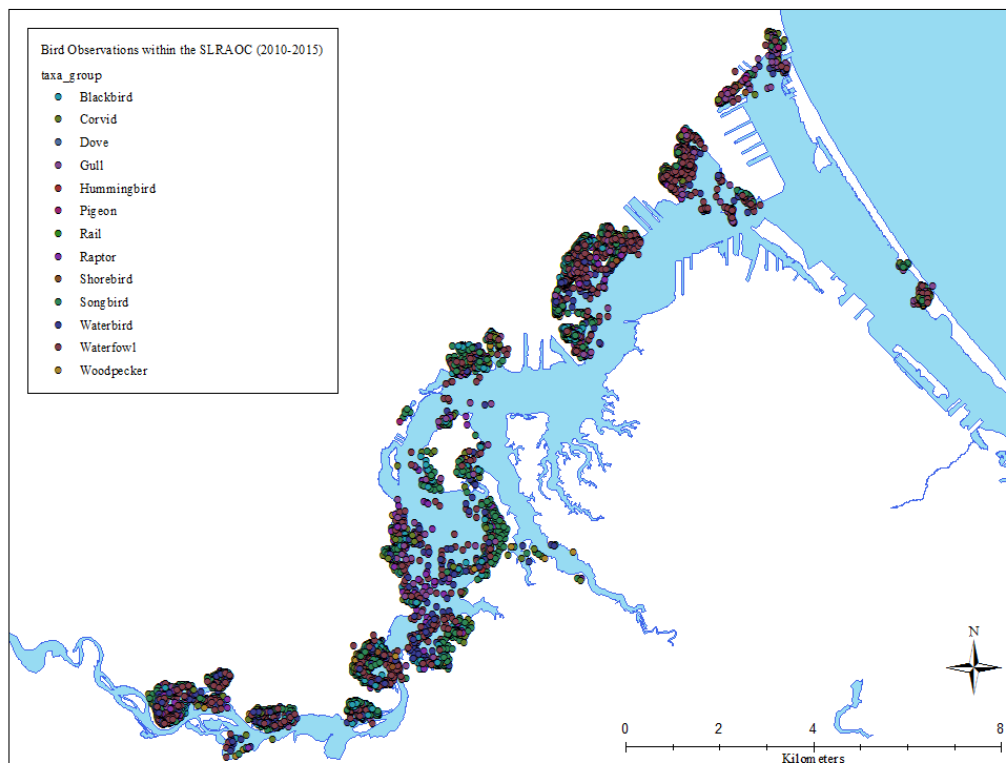 Bird Observations within the SLRAOC (2010-2015)
taxa_group
Blackbird
Corvid
Dove
Gull
Hummingbird
Pigeon
Rail
Raptor
Shorebird
Songbird
Waterbird
Waterfowl
Woodpecker
N
0 2 4 6 8
Kilometers